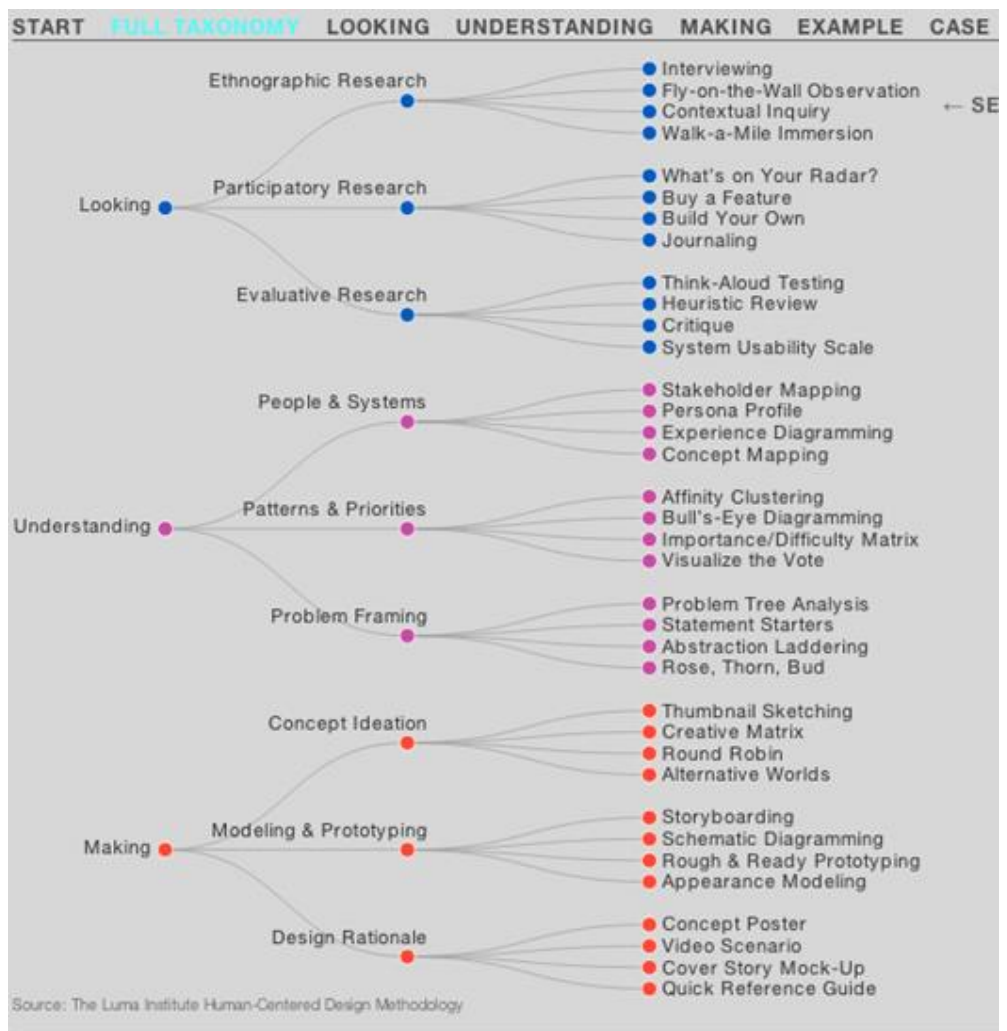 START FULL TAXONOMY LOOKING UNDERSTANDING MAKING EXAMPLE CASE
Looking
Ethnographic Research
Interviewing
Fly-on-the-Wall Observation
Contextual Inquiry
Walk-a-Mile Immersion
← SE
Participatory Research
What's on Your Radar?
Buy a Feature
Build Your Own
Journaling
Evaluative Research
Think-Aloud Testing
Heuristic Review
Critique
System Usability Scale
Understanding
People & Systems
Stakeholder Mapping
Persona Profile
Experience Diagramming
Concept Mapping
Patterns & Priorities
Affinity Clustering
Bull's-Eye Diagramming
Importance/Difficulty Matrix
Visualize the Vote
Problem Framing
Problem Tree Analysis
Statement Starters
Abstraction Laddering
Rose, Thorn, Bud
Making
Concept Ideation
Thumbnail Sketching
Creative Matrix
Round Robin
Alternative Worlds
Modeling & Prototyping
Storyboarding
Schematic Diagramming
Rough & Ready Prototyping
Appearance Modeling
Design Rationale
Concept Poster
Video Scenario
Cover Story Mock-Up
Quick Reference Guide
Source: The Luma Institute Human-Centered Design Methodology